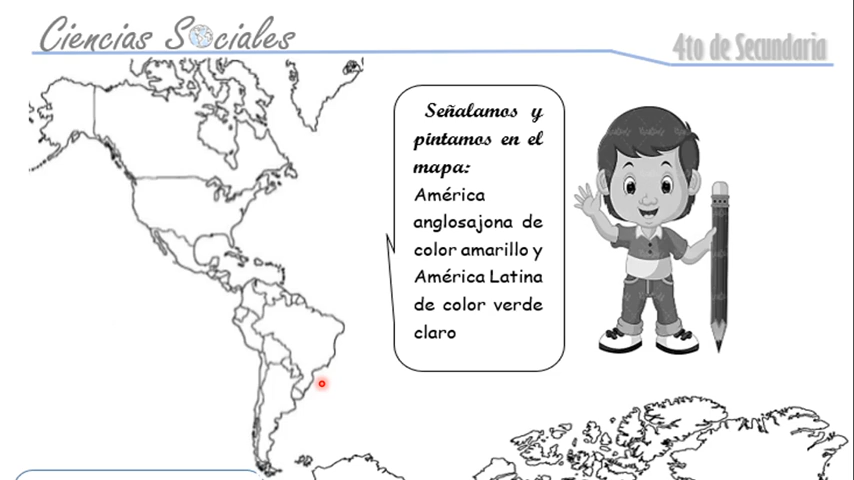 Ciencias Sociales
4to de Secundaria
Señalamos y
pintamos en el
mapa:
América
anglosajona de
color amarillo y
América Latina
de color verde
claro